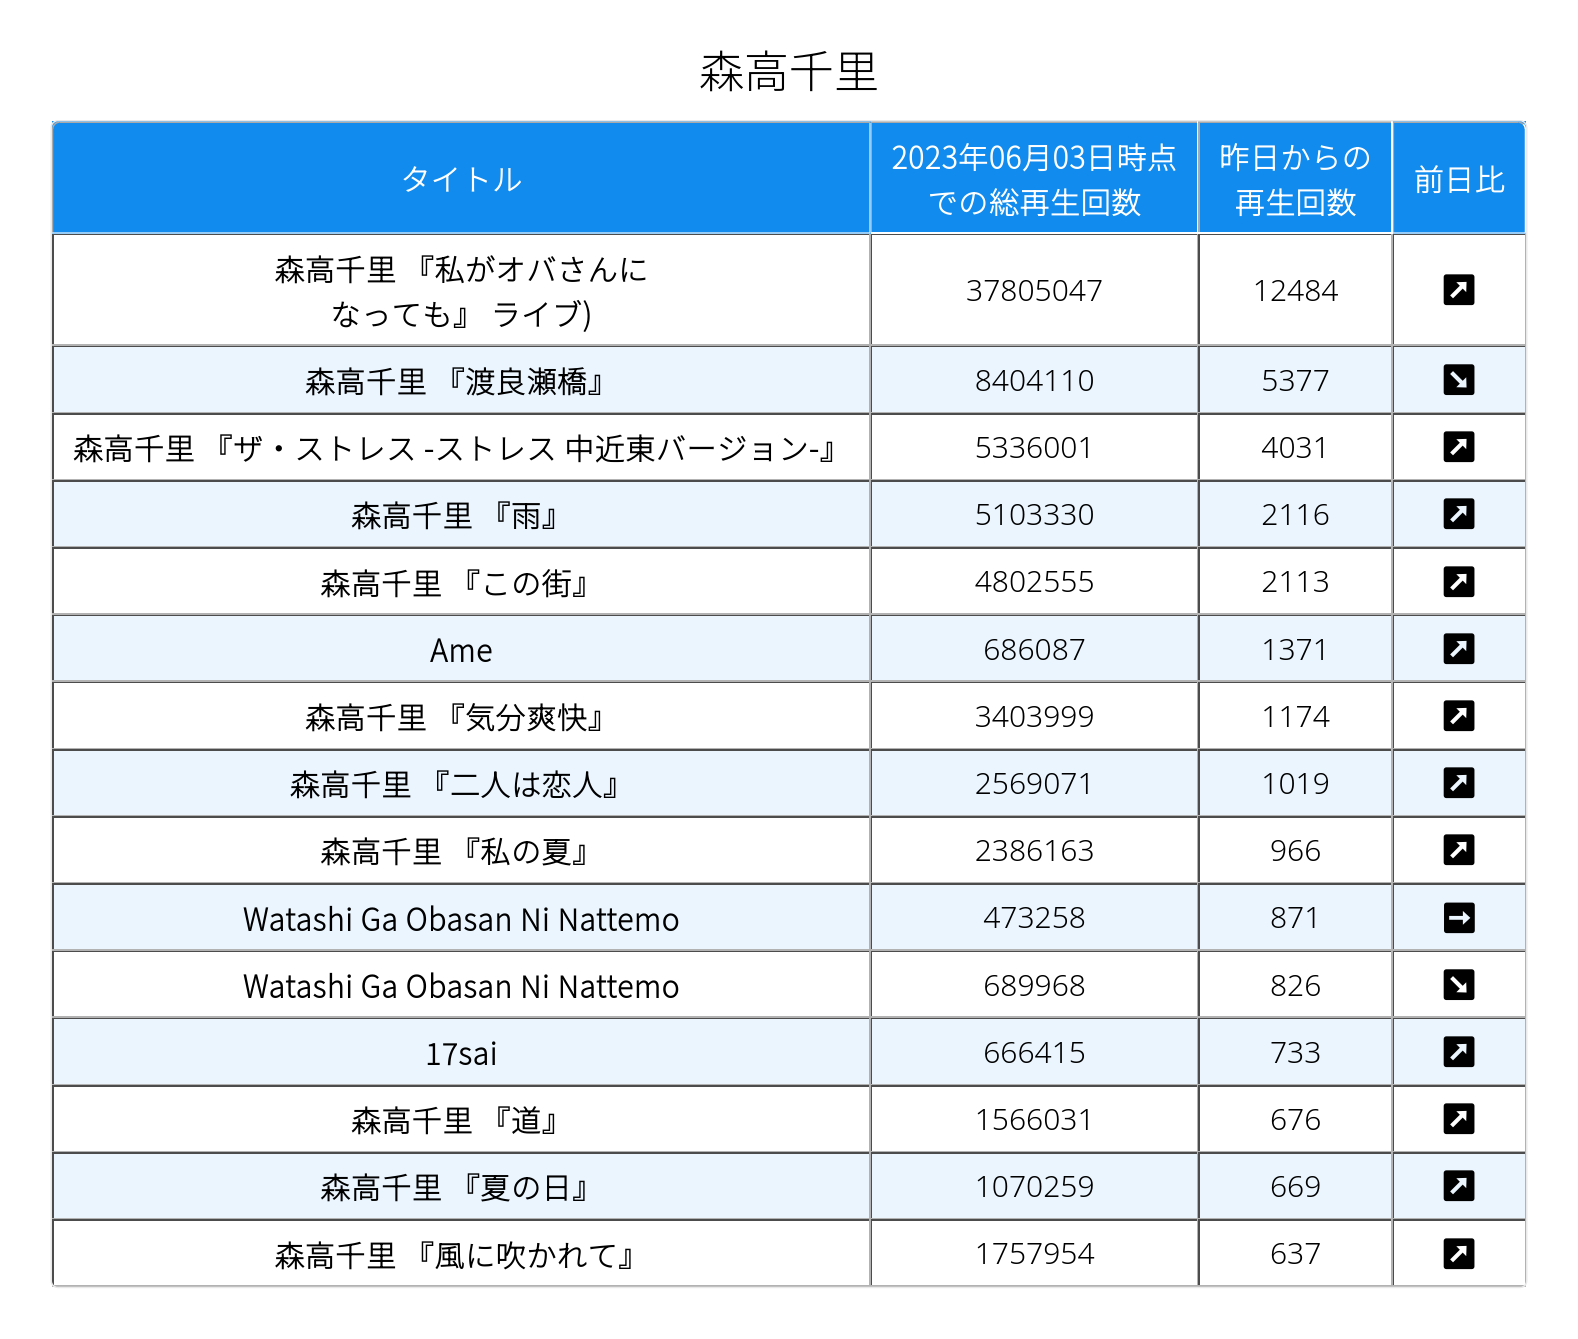 森高千里
タイトル
2023年06月03日時点
での総再生回数
昨日からの
再生回数
前日比
森高千里 『私がオバさんに
なっても』 ライブ)
37805047
12484
森高千里 『渡良瀬橋』
8404110
5377
森高千里 『ザ・ストレス -ストレス 中近東バージョン-』
5336001
4031
森高千里 『雨』
5103330
2116
森高千里 『この街』
4802555
2113
Ame
686087
1371
森高千里 『気分爽快』
3403999
1174
森高千里 『二人は恋人』
2569071
1019
森高千里 『私の夏』
2386163
966
Watashi Ga Obasan Ni Nattemo
473258
871
Watashi Ga Obasan Ni Nattemo
689968
826
17sai
666415
733
森高千里 『道』
1566031
676
森高千里 『夏の日』
1070259
669
森高千里 『風に吹かれて』
1757954
637